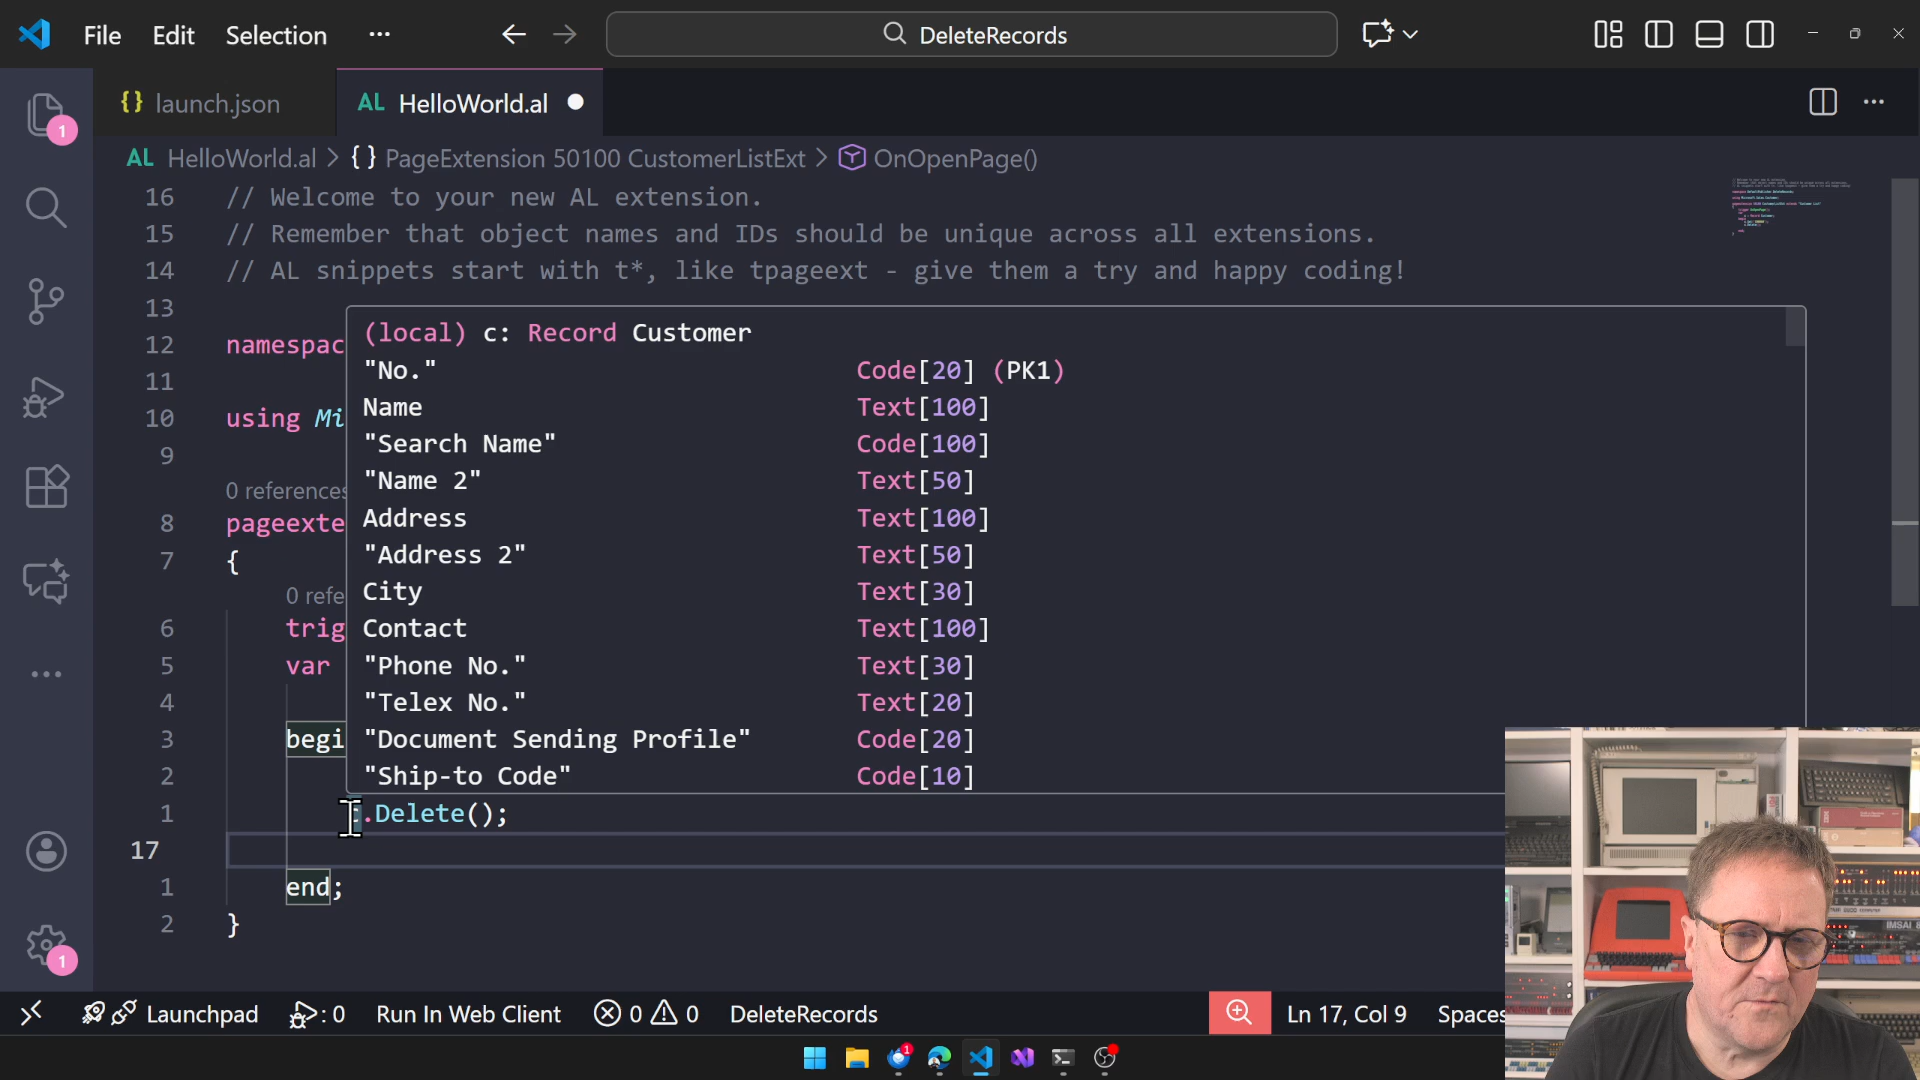 File Edit Selection ··· DeleteRecords
launch.json
AL HelloWorld.al
AL HelloWorld.al > {} PageExtension 50100 CustomerListExt > OnOpenPage()
16 // Welcome to your new AL extension.
15 // Remember that object names and IDs should be unique across all extensions.
14 // AL snippets start with t*, like tpageext - give them a try and happy coding!
13
(local) c: Record Customer
12 namespac
"No." Code[20] (PK1)
11
Name Text[100]
10 using Mi
"Search Name" Code[100]
9
"Name 2" Text[50]
0 references
8 pageexte
Address Text[100]
7 {
"Address 2" Text[50]
0 refe
City Text[30]
6 trig
Contact Text[100]
5 var
"Phone No." Text[30]
4
"Telex No." Text[20]
3 begi
"Document Sending Profile" Code[20]
2
"Ship-to Code" Code[10]
1 c.Delete();
17
1 end;
2 }
1
1
Launchpad : 0 Run In Web Client 0 0 DeleteRecords Ln 17, Col 9 Spaces
1
IMSAI 8